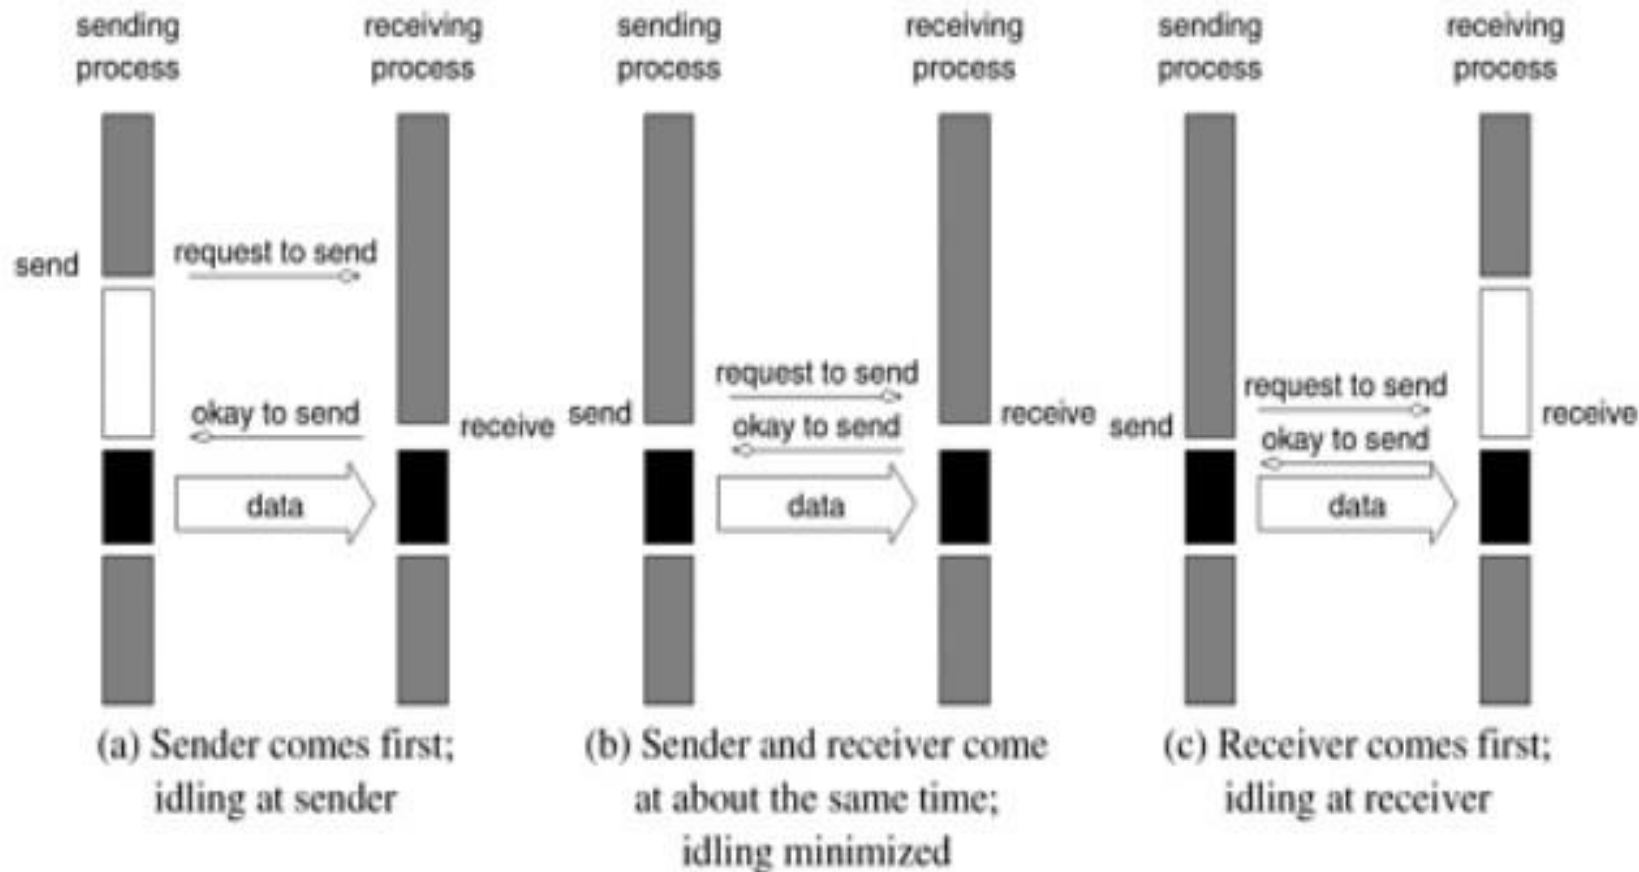 sending
process
receiving
process
sending
process
receiving
process
sending
process
receiving
process
send
request to send
okay to send
receive
data
send
request to send
okay to send
receive
data
send
request to send
okay to send
receive
data
(a) Sender comes first;
idling at sender
(b) Sender and receiver come
at about the same time;
idling minimized
(c) Receiver comes first;
idling at receiver